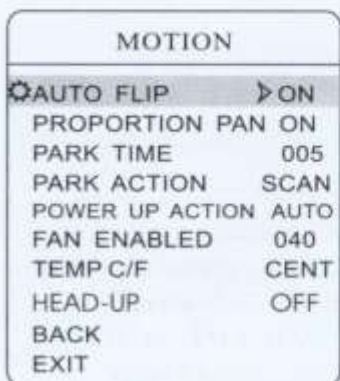 MOTION
AUTO FLIP ON
PROPORTION PAN ON
PARK TIME 005
PARK ACTION SCAN
POWER UP ACTION AUTO
FAN ENABLED 040
TEMP C/F CENT
HEAD-UP OFF
BACK
EXIT